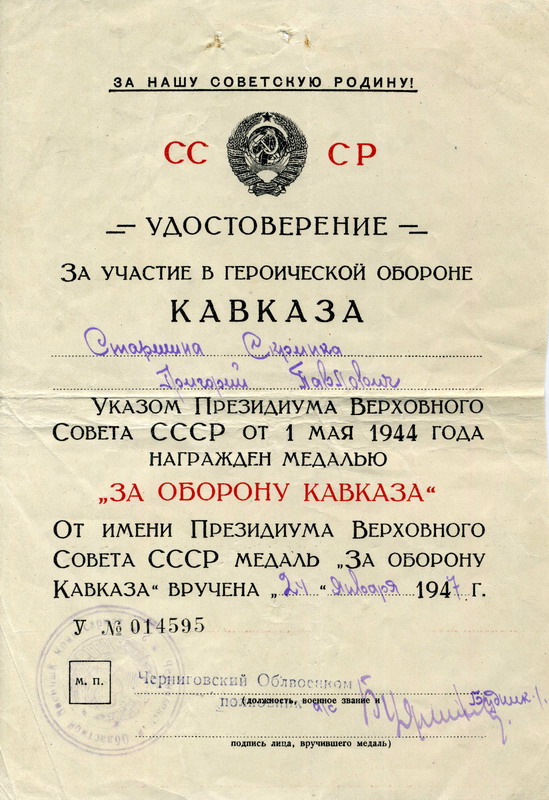 ЗА НАШУ СОВЕТСКУЮ РОДИНУ!
СС СР
УДОСТОВЕРЕНИЕ
ЗА УЧАСТИЕ В ГЕРОИЧЕСКОЙ ОБОРОНЕ
КАВКАЗА
Старшина Скрипка
Григорий Павлович
УКАЗОМ ПРЕЗИДИУМА ВЕРХОВНОГО
СОВЕТА СССР ОТ 1 МАЯ 1944 ГОДА
НАГРАЖДЕН МЕДАЛЬЮ
„ЗА ОБОРОНУ КАВКАЗА“
ОТ ИМЕНИ ПРЕЗИДИУМА ВЕРХОВНОГО
СОВЕТА СССР МЕДАЛЬ „ЗА ОБОРОНУ
КАВКАЗА“ ВРУЧЕНА „24“ января 1947 г.
У № 014595
М. П.
Черниговский Облвоенком
полковник а/с
(должность, военное звание и
подпись лица, вручившего медаль)